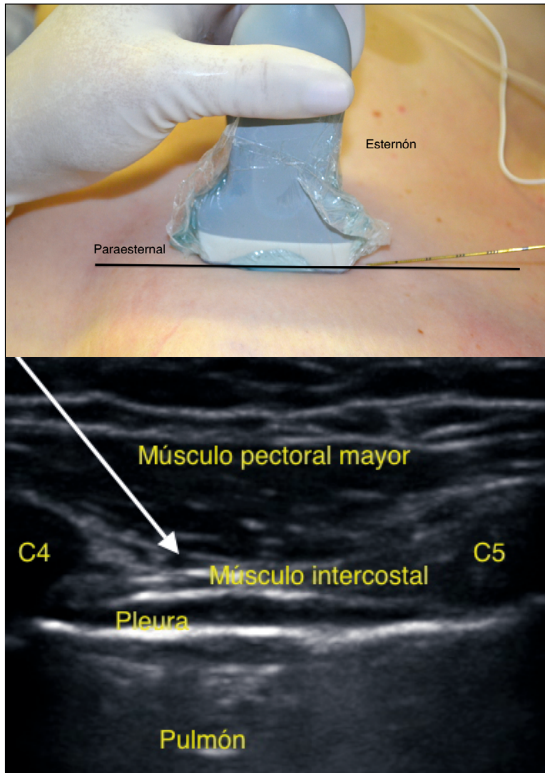 Esternón
Paraesternal
Músculo pectoral mayor
C4
C5
Músculo intercostal
Pleura
Pulmón